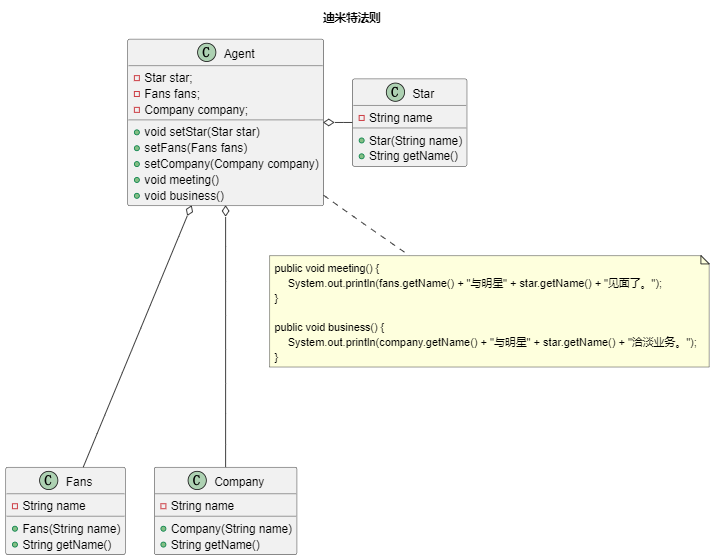 迪米特法则
C Agent
Star star;
Fans fans;
Company company;
void setStar(Star star)
setFans(Fans fans)
setCompany(Company company)
void meeting()
void business()
C Star
String name
Star(String name)
String getName()
public void meeting() {
System.out.println(fans.getName() + "与明星" + star.getName() + "见面了。");
}
public void business() {
System.out.println(company.getName() + "与明星" + star.getName() + "洽淡业务。");
}
C Fans
String name
Fans(String name)
String getName()
C Company
String name
Company(String name)
String getName()